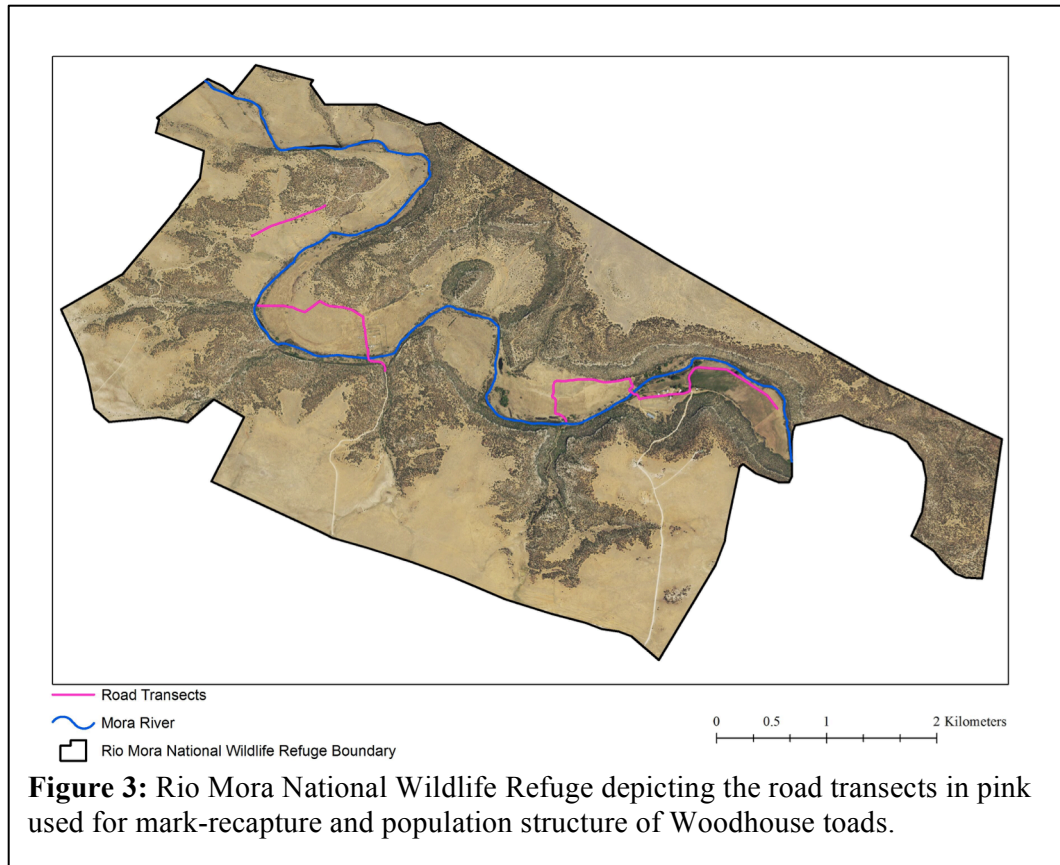 Road Transects
Mora River
Rio Mora National Wildlife Refuge Boundary
0 0.5 1 2 Kilometers
Figure 3: Rio Mora National Wildlife Refuge depicting the road transects in pink
used for mark-recapture and population structure of Woodhouse toads.